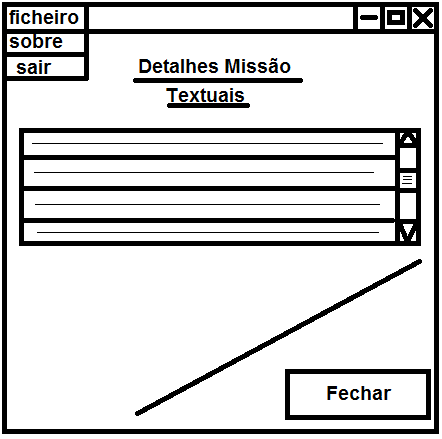 ficheiro
sobre
sair
Detalhes Missão
Textuais
Fechar